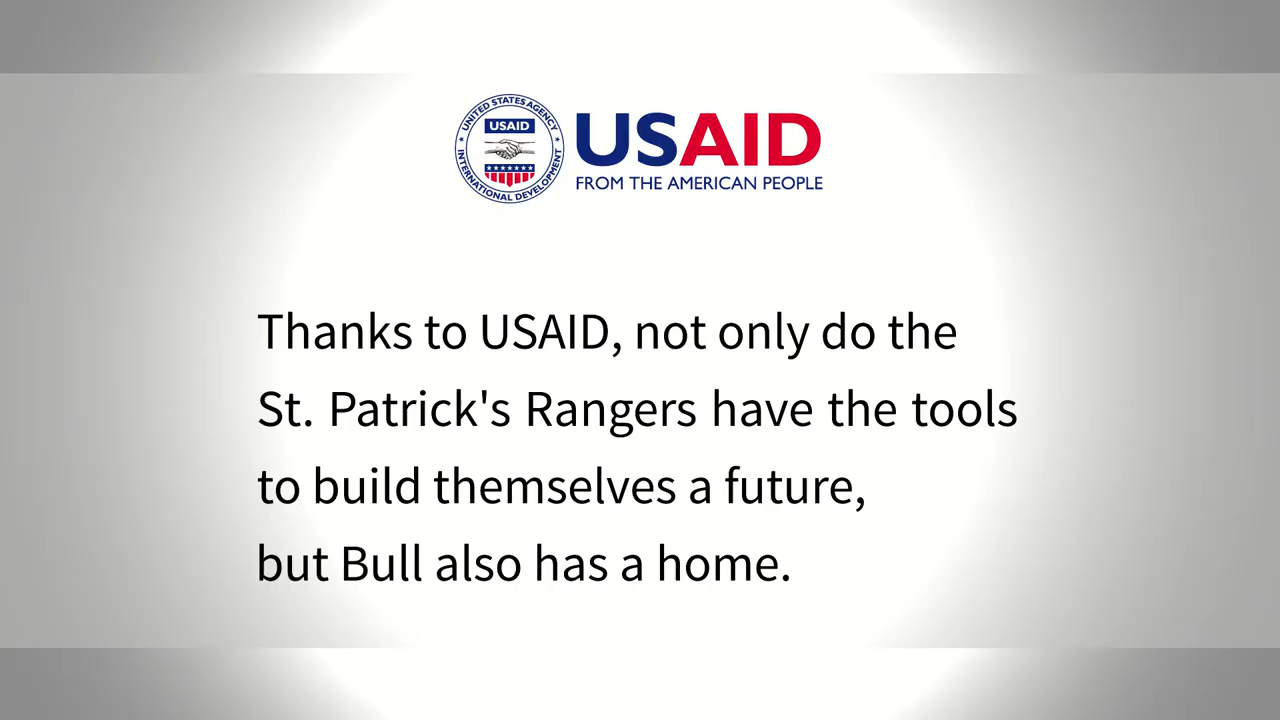 UNITED STATES AGENCY
USAID
INTERNATIONAL DEVELOPMENT
USAID
FROM THE AMERICAN PEOPLE
Thanks to USAID, not only do the
St. Patrick's Rangers have the tools
to build themselves a future,
but Bull also has a home.